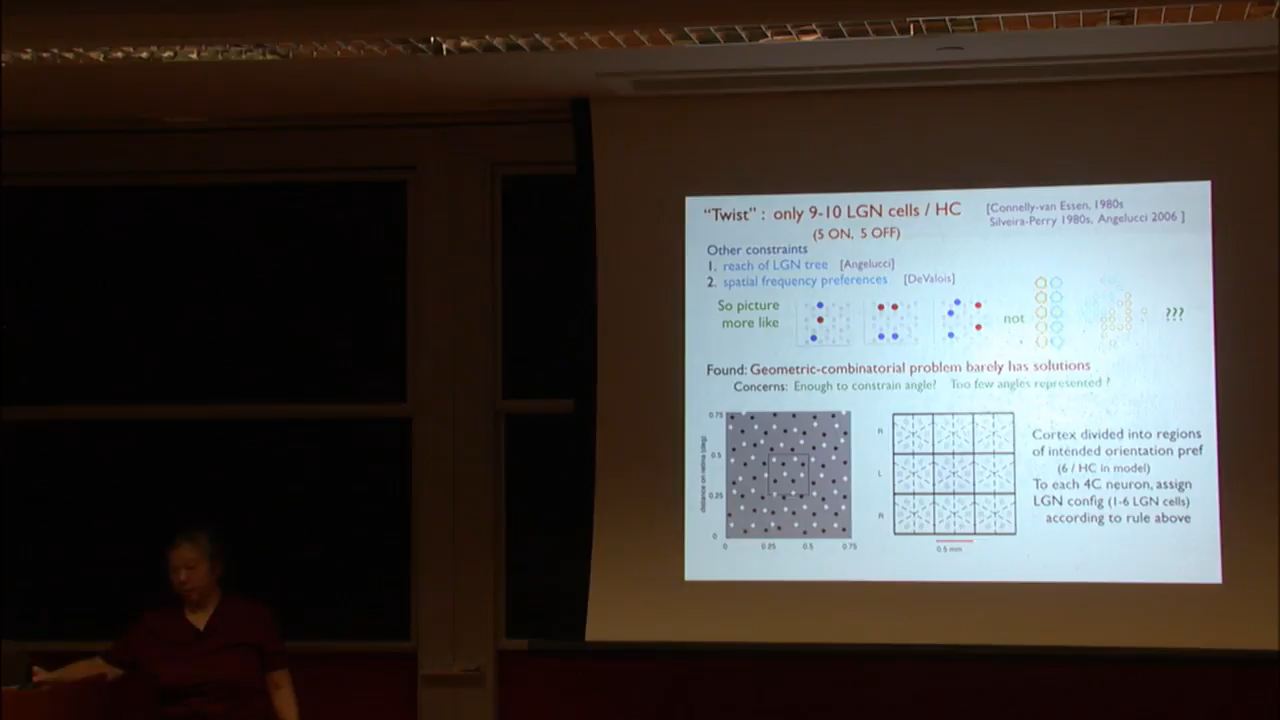 “Twist” : only 9-10 LGN cells / HC
(5 ON, 5 OFF)
[Connelly-van Essen, 1980s
Silveira-Perry 1980s, Angelucci 2006 ]
Other constraints
1. reach of LGN tree [Angelucci]
2. spatial frequency preferences [DeValois]
So picture
more like
not
???
Found: Geometric-combinatorial problem barely has solutions
Concerns: Enough to constrain angle? Too few angles represented ?
distance on retina (deg)
0.75
0.5
0.25
0
0 0.25 0.5 0.75
R
L
R
0.5 mm
Cortex divided into regions
of intended orientation pref
(6 / HC in model)
To each 4C neuron, assign
LGN config (1-6 LGN cells)
according to rule above